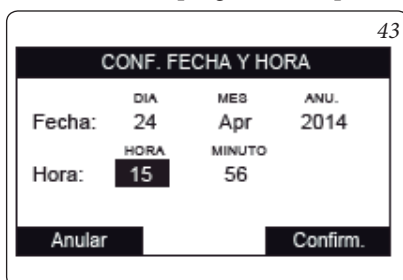 43
CONF. FECHA Y HORA
DIA MES ANU.
Fecha: 24 Apr 2014
HORA MINUTO
Hora: 15 56
Anular Confirm.